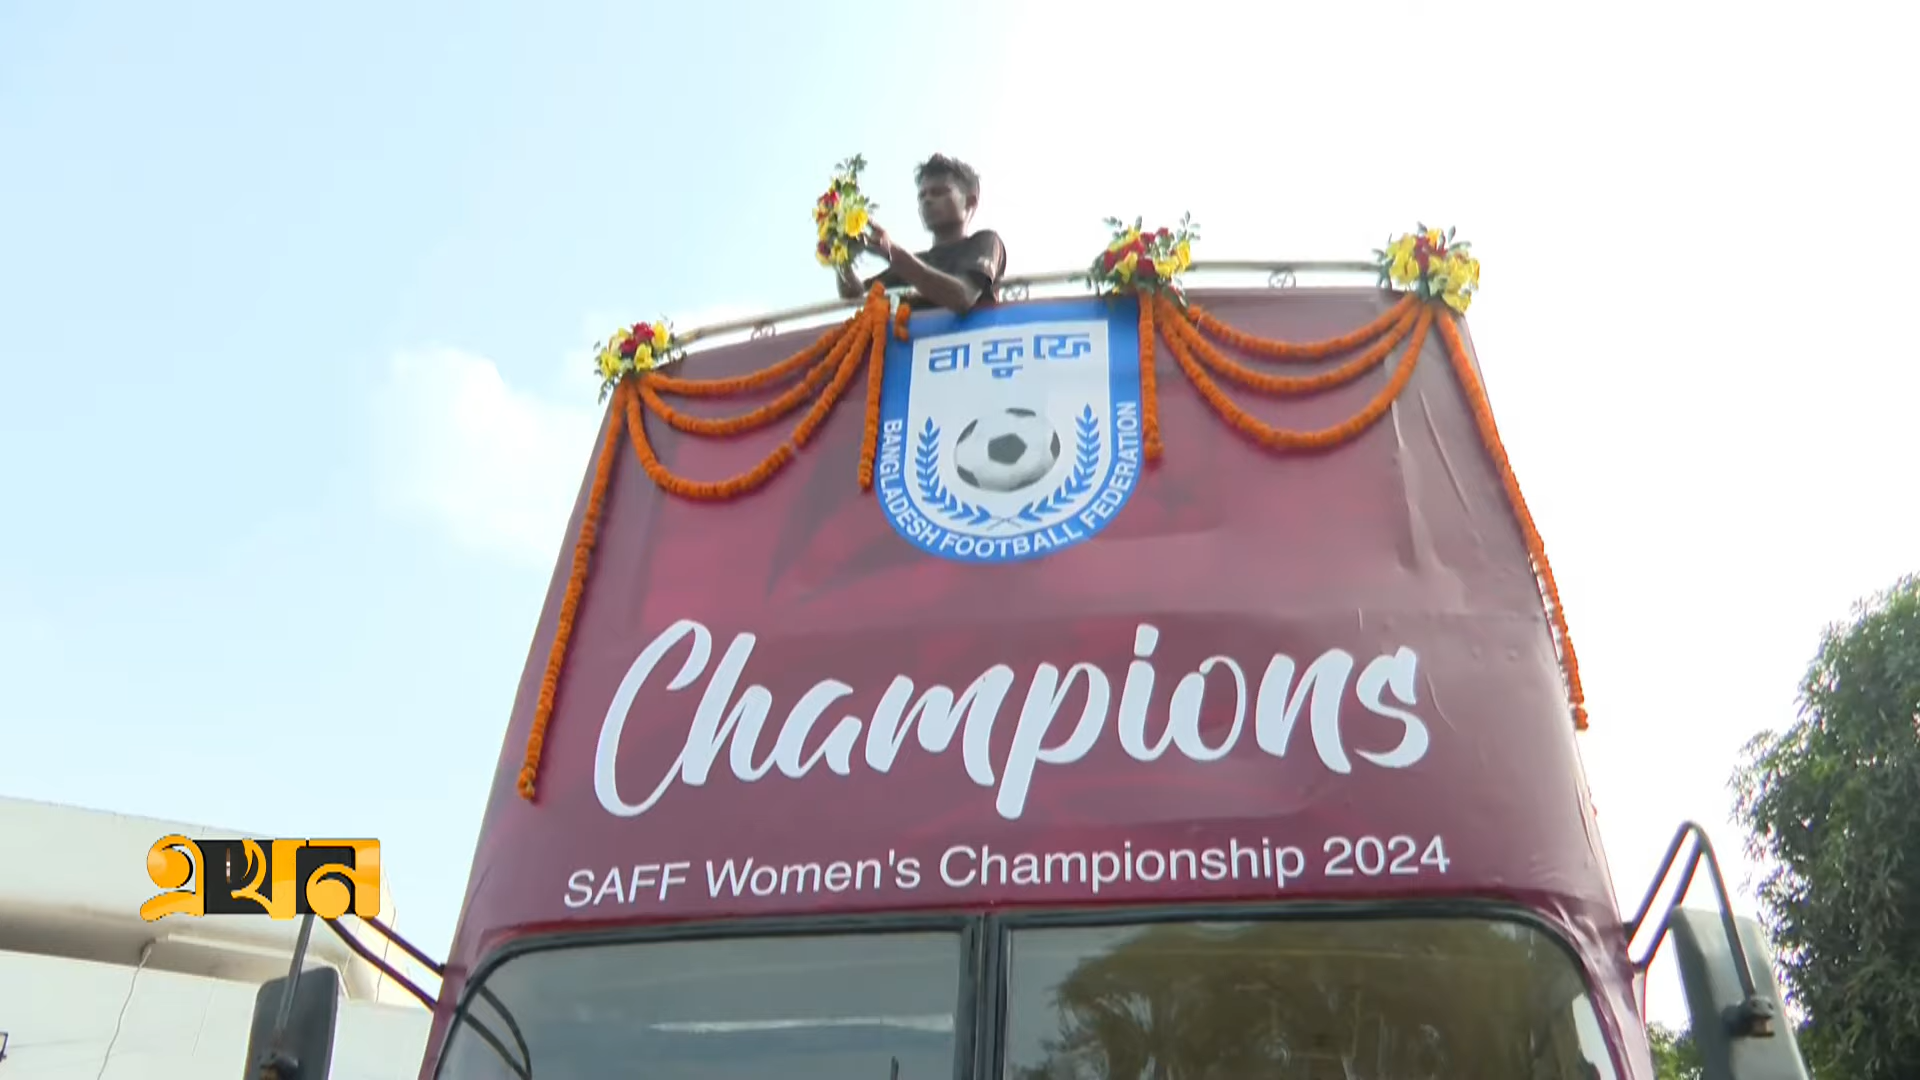 বা ফু ফে
BANGLADESH FOOTBALL FEDERATION
Champions
SAFF Women's Championship 2024
এখন